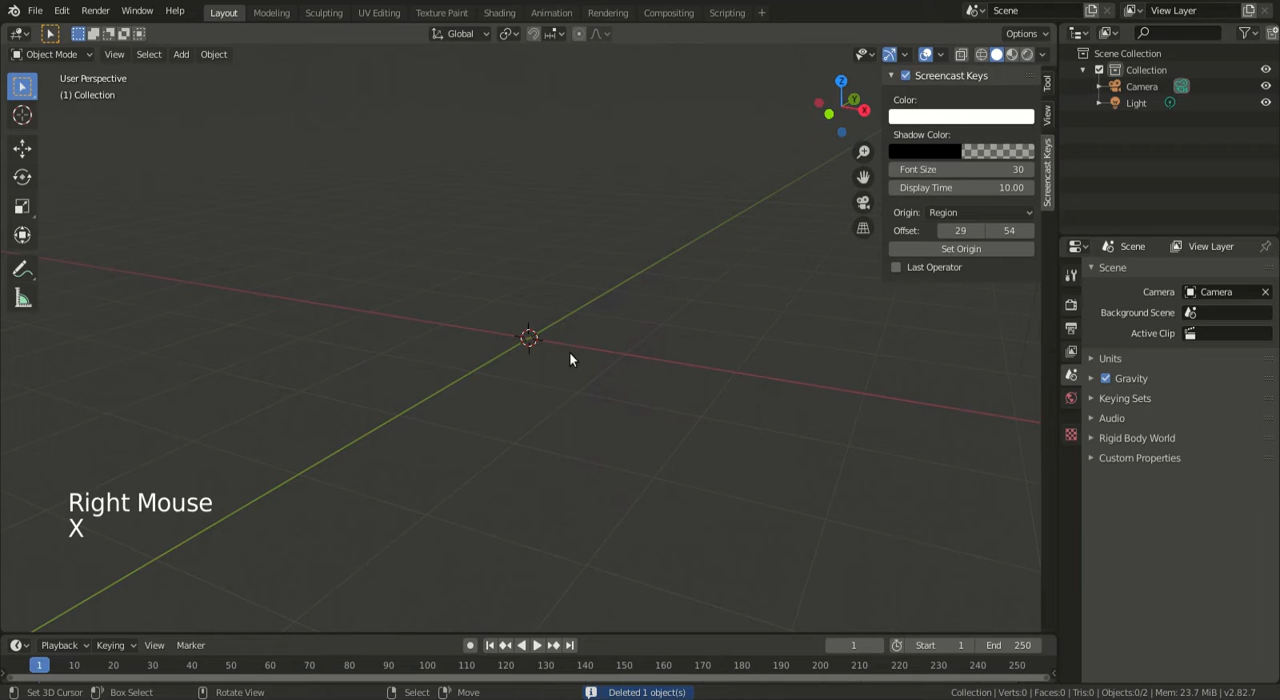 File Edit Render Window Help Layout Modeling Sculpting UV Editing Texture Paint Shading Animation Rendering Compositing Scripting + Scene View Layer
Global Options
Object Mode View Select Add Object
User Perspective
(1) Collection
Z
Y
X
Screencast Keys
Color:
Shadow Color:
Font Size 30
Display Time 10.00
Origin: Region
Offset: 29 54
Set Origin
Last Operator
Tool
View
Screencast Keys
Right Mouse
X
Scene Collection
Collection
Camera
Light
Scene View Layer
Scene
Camera Camera
Background Scene
Active Clip
Units
Gravity
Keying Sets
Audio
Rigid Body World
Custom Properties
Playback Keying View Marker 1 Start 1 End 250
1 10 20 30 40 50 60 70 80 90 100 110 120 130 140 150 160 170 180 190 200 210 220 230 240 250
Set 3D Cursor Box Select Rotate View Select Move Deleted 1 object(s) Collection | Verts:0 | Faces:0 | Tris:0 | Objects:0/2 | Mem: 23.7 MiB | v2.82.7